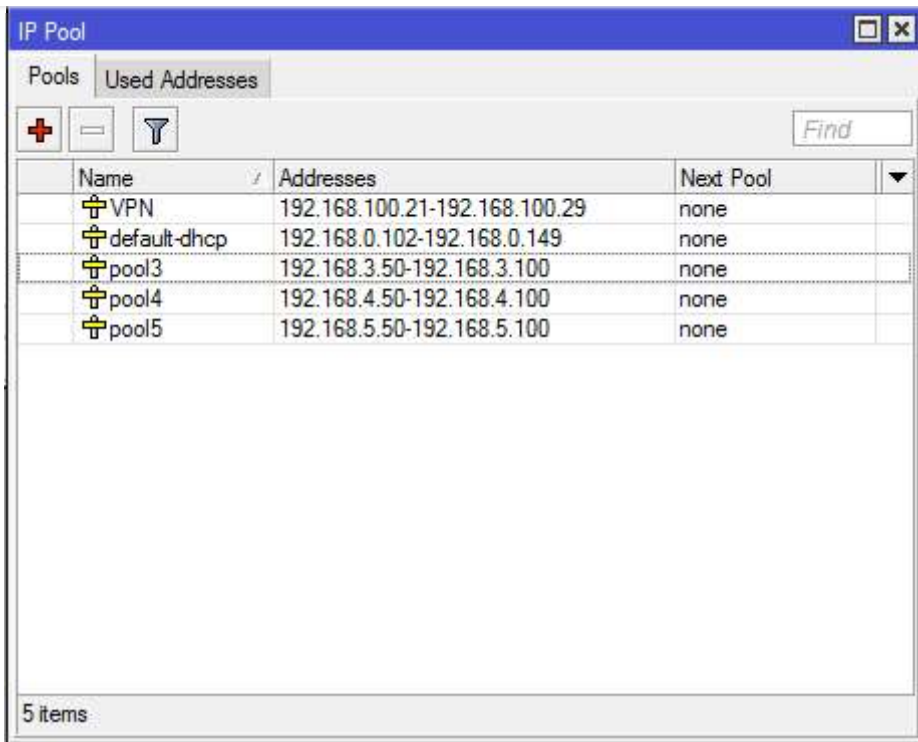 IP Pool
Pools Used Addresses
Find
Name Addresses Next Pool
VPN 192.168.100.21-192.168.100.29 none
default-dhcp 192.168.0.102-192.168.0.149 none
pool3 192.168.3.50-192.168.3.100 none
pool4 192.168.4.50-192.168.4.100 none
pool5 192.168.5.50-192.168.5.100 none
5 items